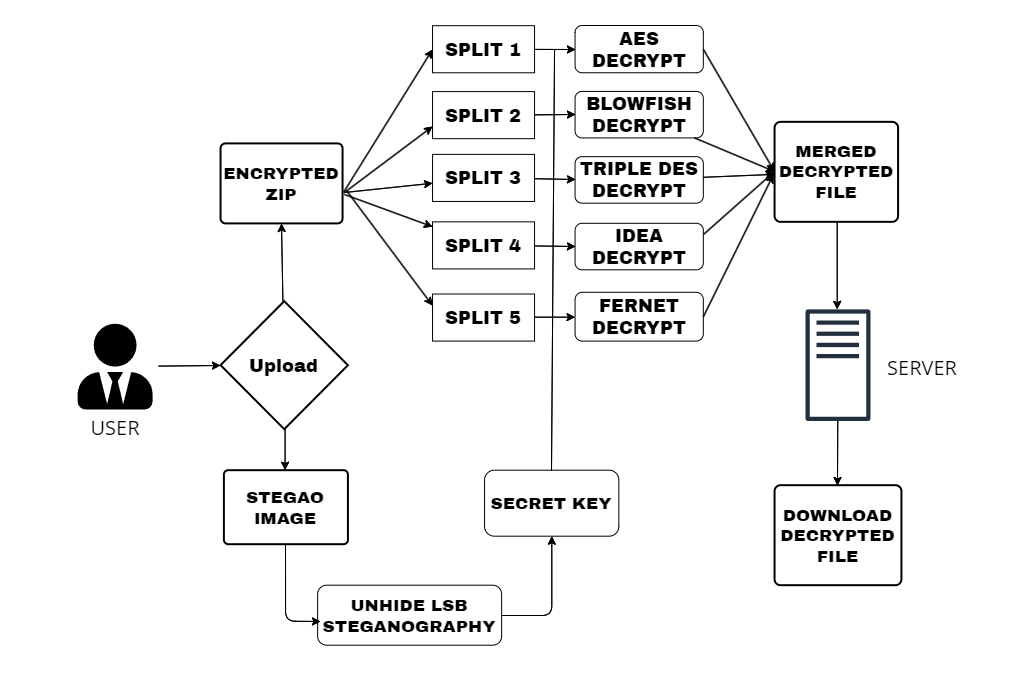 SPLIT 1
AES
DECRYPT
SPLIT 2
BLOWFISH
DECRYPT
ENCRYPTED
ZIP
SPLIT 3
TRIPLE DES
DECRYPT
MERGED
DECRYPTED
FILE
SPLIT 4
IDEA
DECRYPT
SPLIT 5
FERNET
DECRYPT
Upload
USER
SERVER
STEGAO
IMAGE
SECRET KEY
DOWNLOAD
DECRYPTED
FILE
UNHIDE LSB
STEGANOGRAPHY